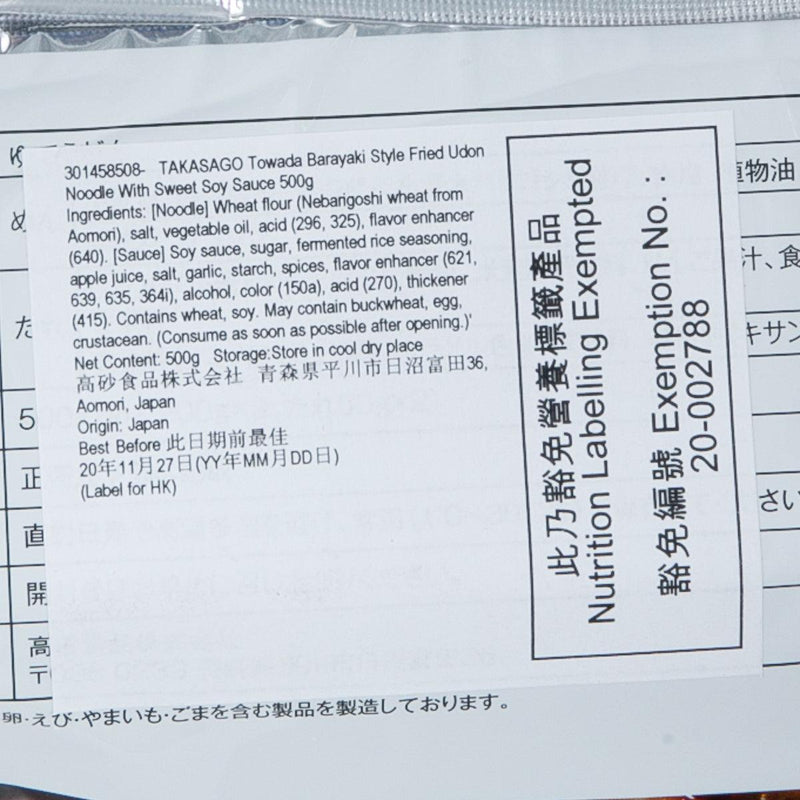 301458508- TAKASAGO Towada Barayaki Style Fried Udon
Noodle With Sweet Soy Sauce 500g
Ingredients: [Noodle] Wheat flour (Nebarigoshi wheat from
Aomori), salt, vegetable oil, acid (296, 325), flavor enhancer
(640). [Sauce] Soy sauce, sugar, fermented rice seasoning,
apple juice, salt, garlic, starch, spices, flavor enhancer (621,
639, 635, 364i), alcohol, color (150a), acid (270), thickener
(415). Contains wheat, soy. May contain buckwheat, egg,
crustacean. (Consume as soon as possible after opening.)'
Net Content: 500g Storage:Store in cool dry place
高砂食品株式会社 青森県平川市日沼富田36,
Aomori, Japan
Origin: Japan
Best Before 此日期前最佳
20年11月27日(YY年MM月DD日)
(Label for HK)
此乃豁免營養標籤產品
Nutrition Labelling Exempted
豁免編號 Exemption No. .
20-002788
植物油
汁、食
キサン
さい
め
た
5
正
直
開
高
〒
卵・えび・やまいも・ごまを含む製品を製造しております。